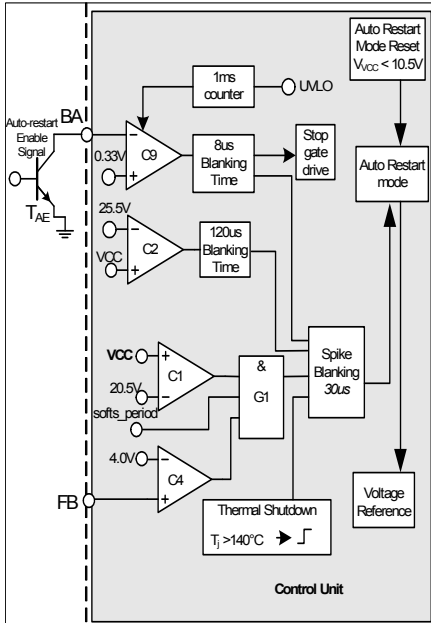 Auto Restart
Mode Reset
VVCC < 10.5V
1ms
counter
UVLO
BA
Auto-restart
Enable
Signal
TAE
0.33V
C9
8us
Blanking
Time
Stop
gate
drive
Auto Restart
mode
25.5V
VCC
C2
120us
Blanking
Time
VCC
20.5V
C1
softs_period
&
G1
Spike
Blanking
30us
4.0V
C4
FB
Thermal Shutdown
Tj >140°C
Voltage
Reference
Control Unit